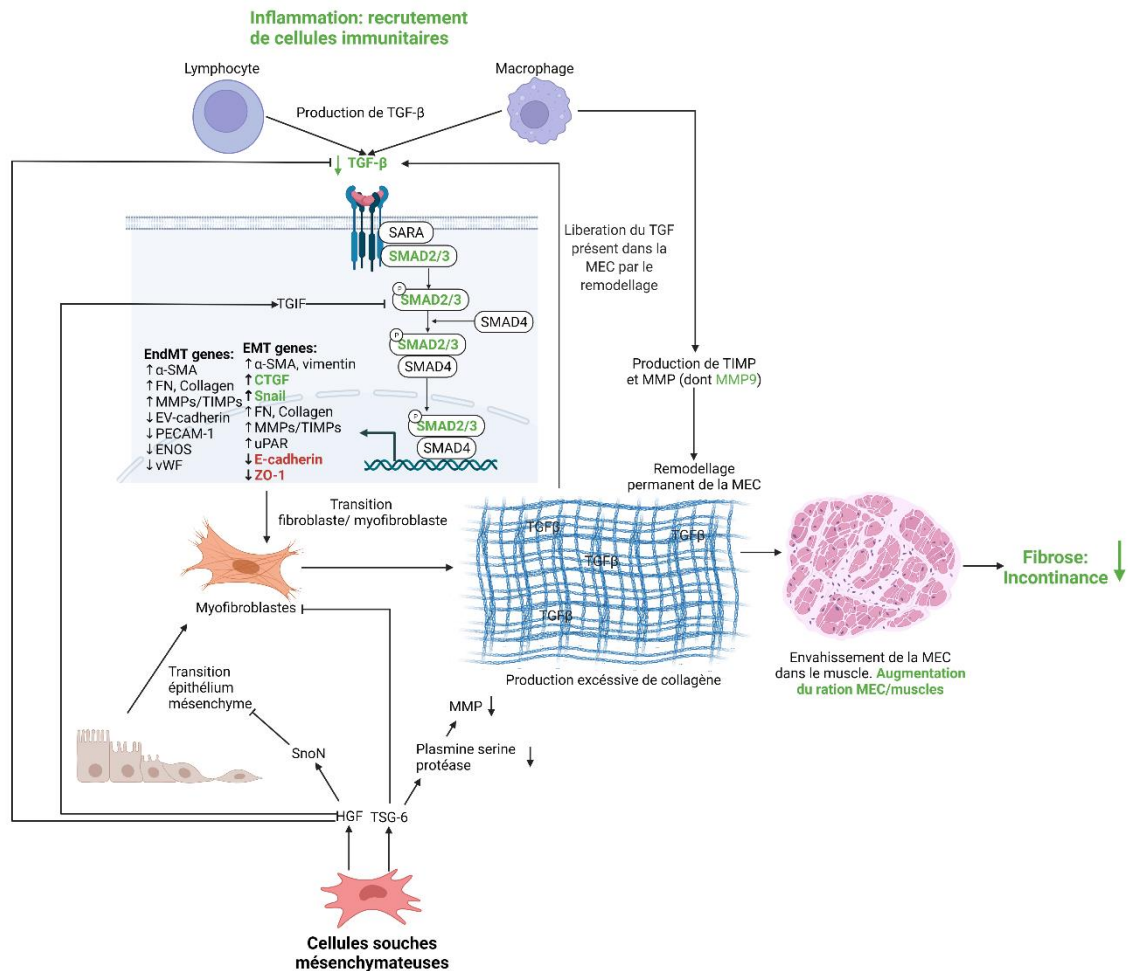 Inflammation: recrutement
de cellules immunitaires
Lymphocyte
Macrophage
Production de TGF-β
↓ TGF-β
SARA
SMAD2/3
Liberation du TGF
présent dans la
MEC par le
remodellage
TGIF
P
SMAD2/3
SMAD4
P
SMAD2/3
SMAD4
EndMT genes:
↑α-SMA
↑FN, Collagen
↑MMPs/TIMPs
↓EV-cadherin
↓PECAM-1
↓ENOS
↓vWF
EMT genes:
↑α-SMA, vimentin
↑CTGF
↑Snail
↑FN, Collagen
↑MMPs/TIMPs
↑uPAR
↓E-cadherin
↓ZO-1
P
SMAD2/3
SMAD4
Production de TIMP
et MMP (dont MMP9)
Remodellage
permanent de la MEC
Transition
fibroblaste/ myofibroblaste
TGFβ
TGFβ
TGFβ
TGFβ
Fibrose:
Incontinance ↓
Myofibroblastes
Production excéssive de collagène
Envahissement de la MEC
dans le muscle. Augmentation
du ration MEC/muscles
Transition
épithélium
mésenchyme
MMP ↓
SnoN
Plasmine serine
protéase ↓
HGF
TSG-6
Cellules souches
mésenchymateuses